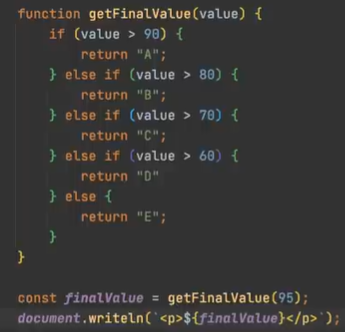 function getFinalValue(value) {
    if (value > 90) {
        return "A";
    } else if (value > 80) {
        return "B";
    } else if (value > 70) {
        return "C";
    } else if (value > 60) {
        return "D"
    } else {
        return "E";
    }
}

const finalValue = getFinalValue(95);
document.writeln(`<p>${finalValue}</p>`);